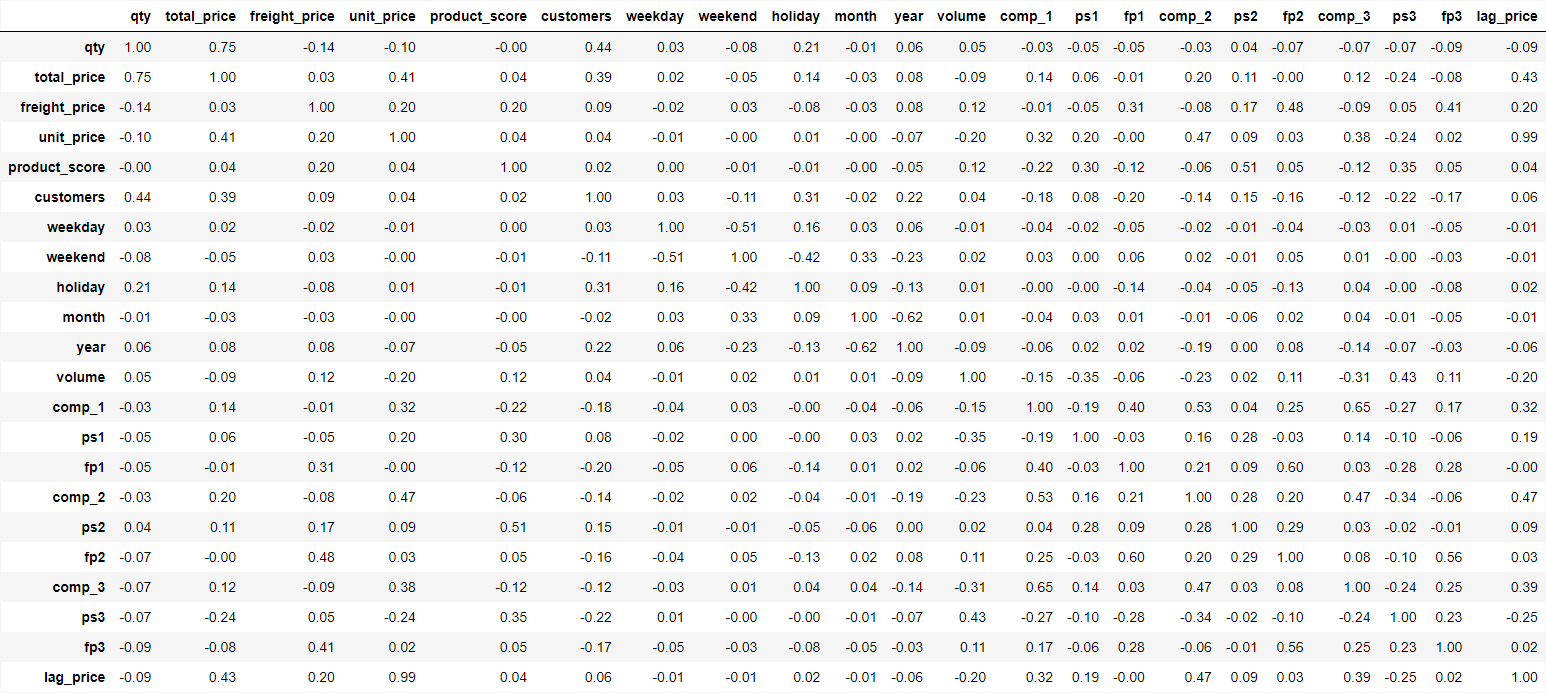 qty total_price freight_price unit_price product_score customers weekday weekend holiday month year volume comp_1 ps1 fp1 comp_2 ps2 fp2 comp_3 ps3 fp3 lag_price
qty 1.00 0.75 -0.14 -0.10 -0.00 0.44 0.03 -0.08 0.21 -0.01 0.06 0.05 -0.03 -0.05 -0.05 -0.03 0.04 -0.07 -0.07 -0.07 -0.09 -0.09
total_price 0.75 1.00 0.03 0.41 0.04 0.39 0.02 -0.05 0.14 -0.03 0.08 -0.09 0.14 0.06 -0.01 0.20 0.11 -0.00 0.12 -0.24 -0.08 0.43
freight_price -0.14 0.03 1.00 0.20 0.20 0.09 -0.02 0.03 -0.08 -0.03 0.08 0.12 -0.01 -0.05 0.31 -0.08 0.17 0.48 -0.09 0.05 0.41 0.20
unit_price -0.10 0.41 0.20 1.00 0.04 0.04 -0.01 -0.00 0.01 -0.00 -0.07 -0.20 0.32 0.20 -0.00 0.47 0.09 0.03 0.38 -0.24 0.02 0.99
product_score -0.00 0.04 0.20 0.04 1.00 0.02 0.00 -0.01 -0.01 -0.00 -0.05 0.12 -0.22 0.30 -0.12 -0.06 0.51 0.05 -0.12 0.35 0.05 0.04
customers 0.44 0.39 0.09 0.04 0.02 1.00 0.03 -0.11 0.31 -0.02 0.22 0.04 -0.18 0.08 -0.20 -0.14 0.15 -0.16 -0.12 -0.22 -0.17 0.06
weekday 0.03 0.02 -0.02 -0.01 0.00 0.03 1.00 -0.51 0.16 0.03 0.06 -0.01 -0.04 -0.02 -0.05 -0.02 -0.01 -0.04 -0.03 0.01 -0.05 -0.01
weekend -0.08 -0.05 0.03 -0.00 -0.01 -0.11 -0.51 1.00 -0.42 0.33 -0.23 0.02 0.03 0.00 0.06 0.02 -0.01 0.05 0.01 -0.00 -0.03 -0.01
holiday 0.21 0.14 -0.08 0.01 -0.01 0.31 0.16 -0.42 1.00 0.09 -0.13 0.01 -0.00 -0.00 -0.14 -0.04 -0.05 -0.13 0.04 -0.00 -0.08 0.02
month -0.01 -0.03 -0.03 -0.00 -0.00 -0.02 0.03 0.33 0.09 1.00 -0.62 0.01 -0.04 0.03 0.01 -0.01 -0.06 0.02 0.04 -0.01 -0.05 -0.01
year 0.06 0.08 0.08 -0.07 -0.05 0.22 0.06 -0.23 -0.13 -0.62 1.00 -0.09 -0.06 0.02 0.02 -0.19 0.00 0.08 -0.14 -0.07 -0.03 -0.06
volume 0.05 -0.09 0.12 -0.20 0.12 0.04 -0.01 0.02 0.01 0.01 -0.09 1.00 -0.15 -0.35 -0.06 -0.23 0.02 0.11 -0.31 0.43 0.11 -0.20
comp_1 -0.03 0.14 -0.01 0.32 -0.22 -0.18 -0.04 0.03 -0.00 -0.04 -0.06 -0.15 1.00 -0.19 0.40 0.53 0.04 0.25 0.65 -0.27 0.17 0.32
ps1 -0.05 0.06 -0.05 0.20 0.30 0.08 -0.02 0.00 -0.00 0.03 0.02 -0.35 -0.19 1.00 -0.03 0.16 0.28 -0.03 0.14 -0.10 -0.06 0.19
fp1 -0.05 -0.01 0.31 -0.00 -0.12 -0.20 -0.05 0.06 -0.14 0.01 0.02 -0.06 0.40 -0.03 1.00 0.21 0.09 0.60 0.03 -0.28 0.28 -0.00
comp_2 -0.03 0.20 -0.08 0.47 -0.06 -0.14 -0.02 0.02 -0.04 -0.01 -0.19 -0.23 0.53 0.16 0.21 1.00 0.28 0.20 0.47 -0.34 -0.06 0.47
ps2 0.04 0.11 0.17 0.09 0.51 0.15 -0.01 -0.01 -0.05 -0.06 0.00 0.02 0.04 0.28 0.09 0.28 1.00 0.29 0.03 -0.02 -0.01 0.09
fp2 -0.07 -0.00 0.48 0.03 0.05 -0.16 -0.04 0.05 -0.13 0.02 0.08 0.11 0.25 -0.03 0.60 0.20 0.29 1.00 0.08 -0.10 0.56 0.03
comp_3 -0.07 0.12 -0.09 0.38 -0.12 -0.12 -0.03 0.01 0.04 0.04 -0.14 -0.31 0.65 0.14 0.03 0.47 0.03 0.08 1.00 -0.24 0.25 0.39
ps3 -0.07 -0.24 0.05 -0.24 0.35 -0.22 0.01 -0.00 -0.00 -0.01 -0.07 0.43 -0.27 -0.10 -0.28 -0.34 -0.02 -0.10 -0.24 1.00 0.23 -0.25
fp3 -0.09 -0.08 0.41 0.02 0.05 -0.17 -0.05 -0.03 -0.08 -0.05 -0.03 0.11 0.17 -0.06 0.28 -0.06 -0.01 0.56 0.25 0.23 1.00 0.02
lag_price -0.09 0.43 0.20 0.99 0.04 0.06 -0.01 -0.01 0.02 -0.01 -0.06 -0.20 0.32 0.19 -0.00 0.47 0.09 0.03 0.39 -0.25 0.02 1.00